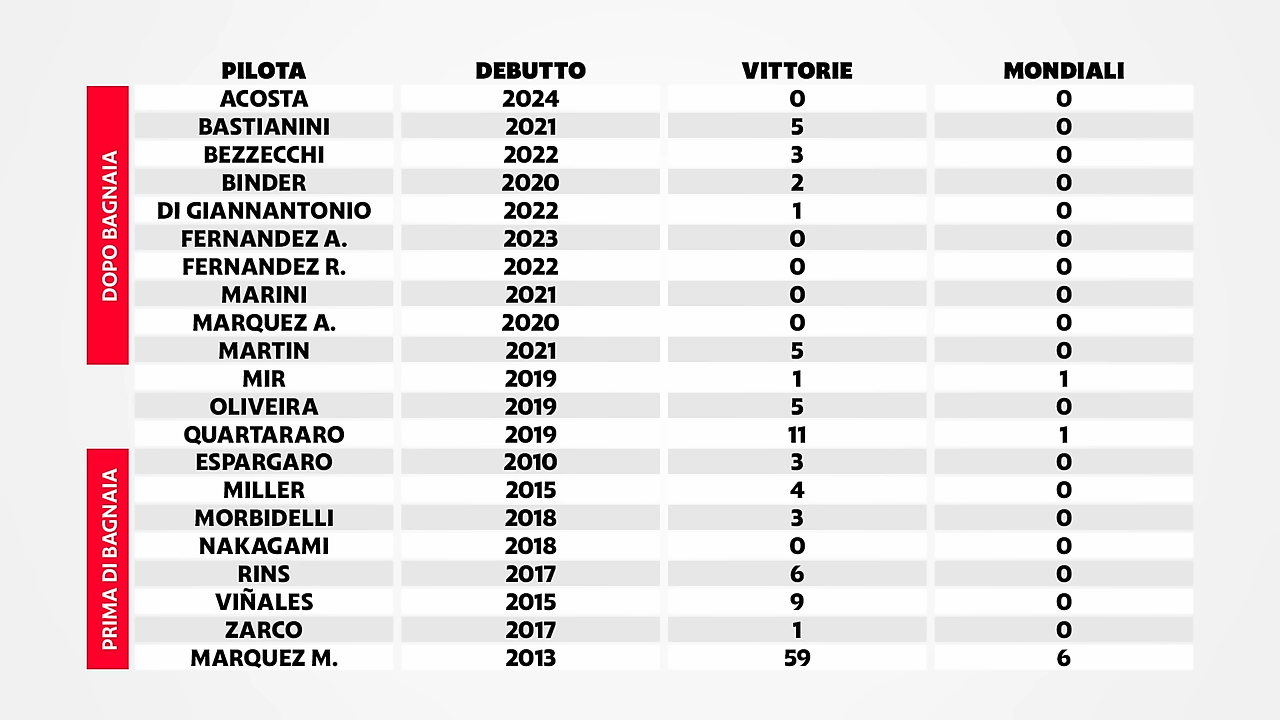 PILOTA DEBUTTO VITTORIE MONDIALI
DOPO BAGNAIA
ACOSTA 2024 0 0
BASTIANINI 2021 5 0
BEZZECCHI 2022 3 0
BINDER 2020 2 0
DI GIANNANTONIO 2022 1 0
FERNANDEZ A. 2023 0 0
FERNANDEZ R. 2022 0 0
MARINI 2021 0 0
MARQUEZ A. 2020 0 0
MARTIN 2021 5 0
MIR 2019 1 1
OLIVEIRA 2019 5 0
QUARTARARO 2019 11 1
PRIMA DI BAGNAIA
ESPARGARO 2010 3 0
MILLER 2015 4 0
MORBIDELLI 2018 3 0
NAKAGAMI 2018 0 0
RINS 2017 6 0
VIÑALES 2015 9 0
ZARCO 2017 1 0
MARQUEZ M. 2013 59 6